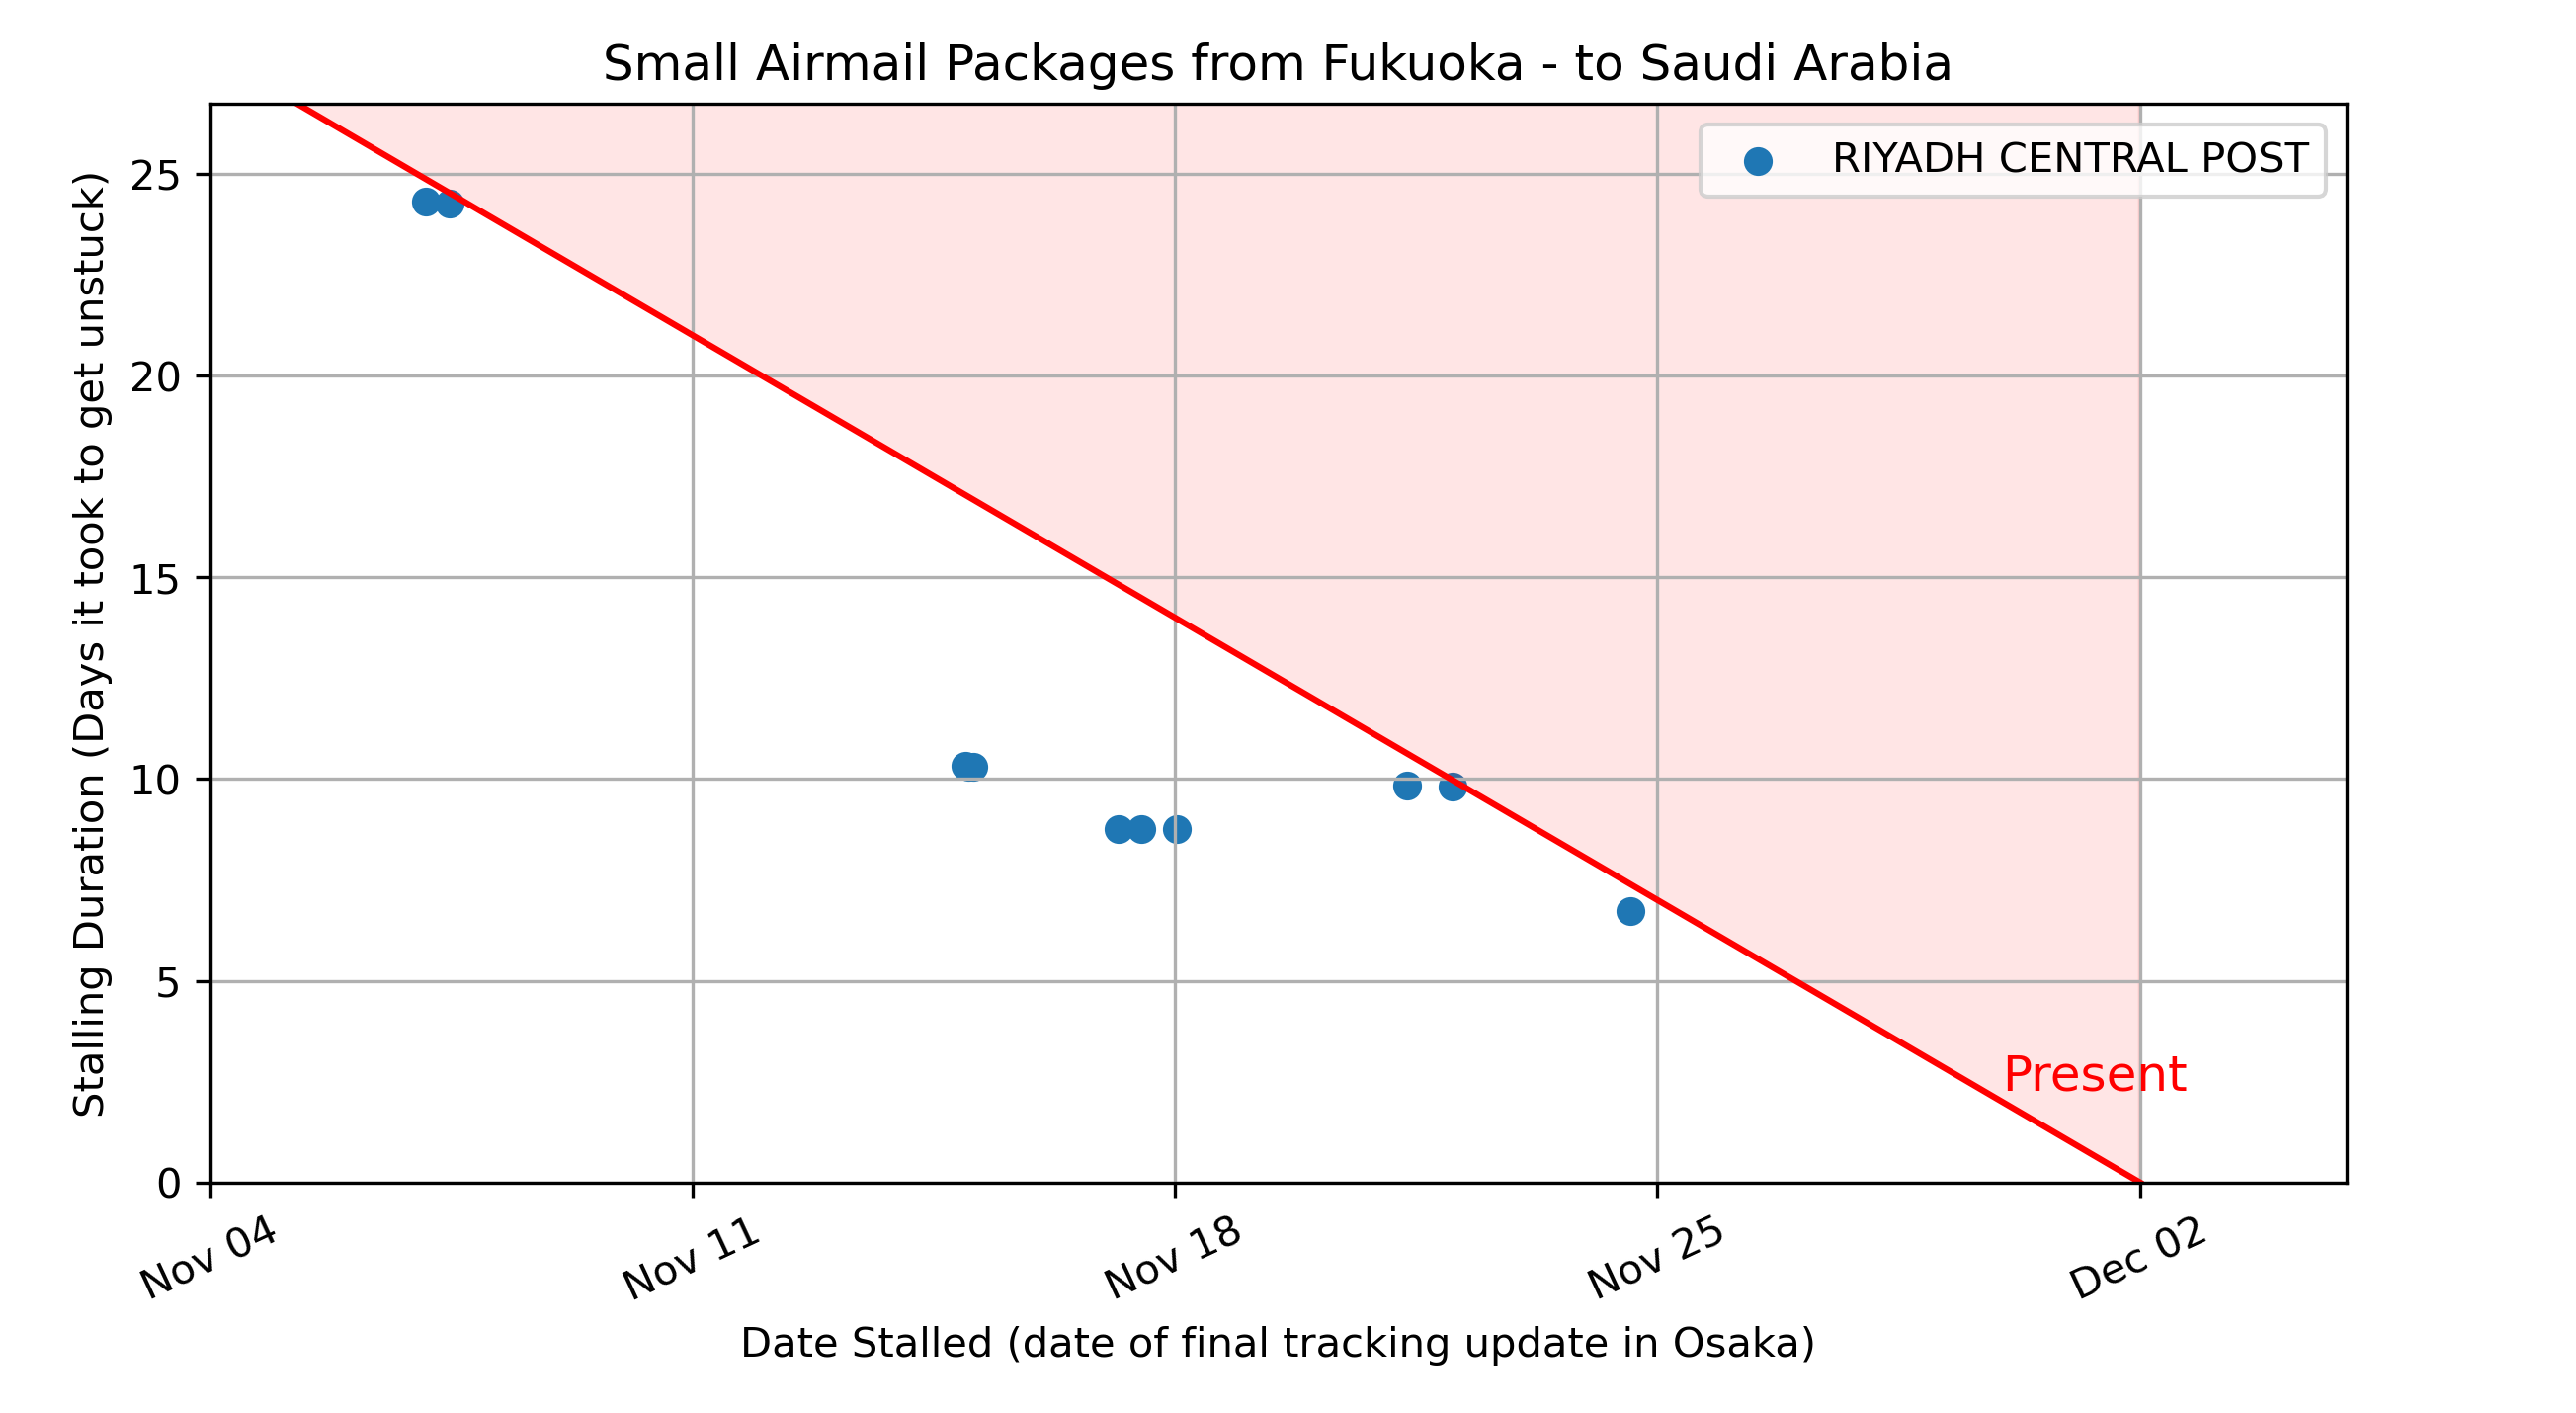 Small Airmail Packages from Fukuoka - to Saudi Arabia
RIYADH CENTRAL POST
Stalling Duration (Days it took to get unstuck)
25
20
15
10
5
0
Present
Nov 04
Nov 11
Nov 18
Nov 25
Dec 02
Date Stalled (date of final tracking update in Osaka)